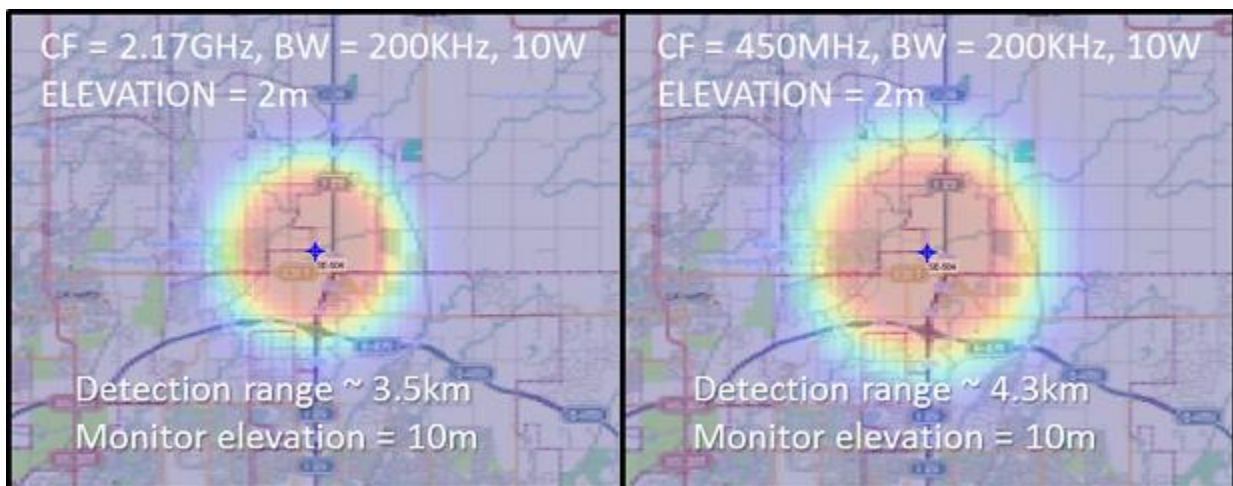 CF = 2.17GHz, BW = 200KHz, 10W
ELEVATION = 2m
Detection range ~ 3.5km
Monitor elevation = 10m
CF = 450MHz, BW = 200KHz, 10W
ELEVATION = 2m
Detection range ~ 4.3km
Monitor elevation = 10m